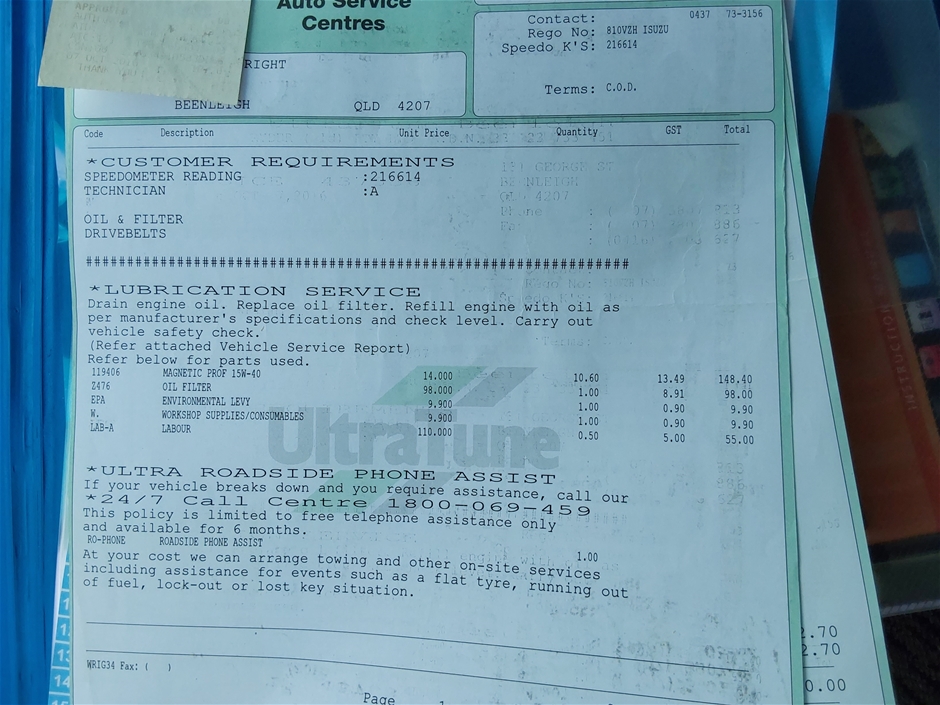 Auto Service
Centres
RIGHT
BEENLEIGH QLD 4207
Contact: 0437 73-3156
Rego No: 810VZH ISUZU
Speedo K'S: 216614
Terms: C.O.D.
Code Description Unit Price Quantity GST Total
*CUSTOMER REQUIREMENTS
SPEEDOMETER READING :216614
TECHNICIAN :A
OIL & FILTER
DRIVEBELTS
##################################################################
*LUBRICATION SERVICE
Drain engine oil. Replace oil filter. Refill engine with oil as
per manufacturer's specifications and check level. Carry out
vehicle safety check.
(Refer attached Vehicle Service Report)
Refer below for parts used.
119406 MAGNETIC PROF 15W-40 14.000 10.60 13.49 148.40
Z476 OIL FILTER 98.000 1.00 8.91 98.00
EPA ENVIRONMENTAL LEVY 9.900 1.00 0.90 9.90
W. WORKSHOP SUPPLIES/CONSUMABLES 9.900 1.00 0.90 9.90
LAB-A LABOUR 110.000 0.50 5.00 55.00
UltraTune
*ULTRA ROADSIDE PHONE ASSIST
If your vehicle breaks down and you require assistance, call our
*24/7 Call Centre 1800-069-459
This policy is limited to free telephone assistance only
and available for 6 months.
RO-PHONE ROADSIDE PHONE ASSIST 1.00
At your cost we can arrange towing and other on-site services
including assistance for events such as a flat tyre, running out
of fuel, lock-out or lost key situation.
WRIG34 Fax: ( )
Page
2.70
2.70
0.00
13
14